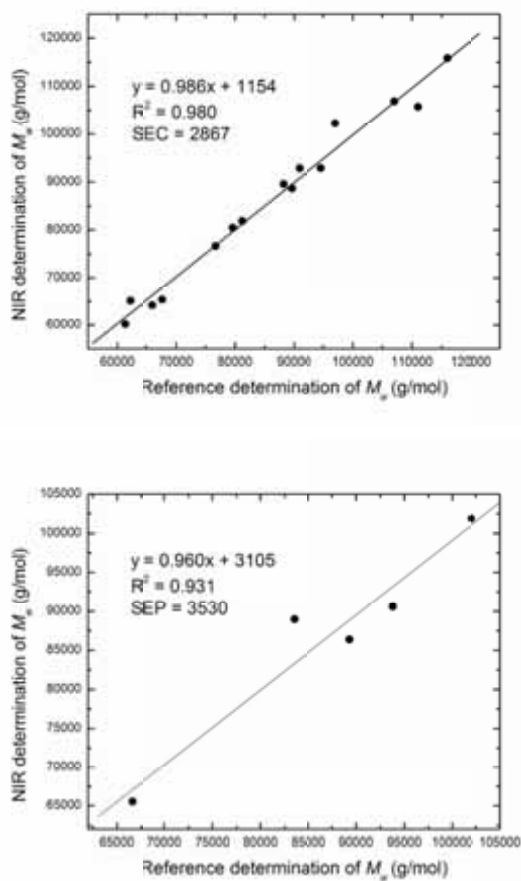 120000
110000
100000
90000
80000
70000
60000
NIR determination of Mw (g/mol)
y = 0.986x + 1154
R² = 0.980
SEC = 2867
60000 70000 80000 90000 100000 110000 120000
Reference determination of Mw (g/mol)
105000
100000
95000
90000
85000
80000
75000
70000
65000
NIR determination of Mw (g/mol)
y = 0.960x + 3105
R² = 0.931
SEP = 3530
65000 70000 75000 80000 85000 90000 95000 100000 105000
Reference determination of Mw (g/mol)